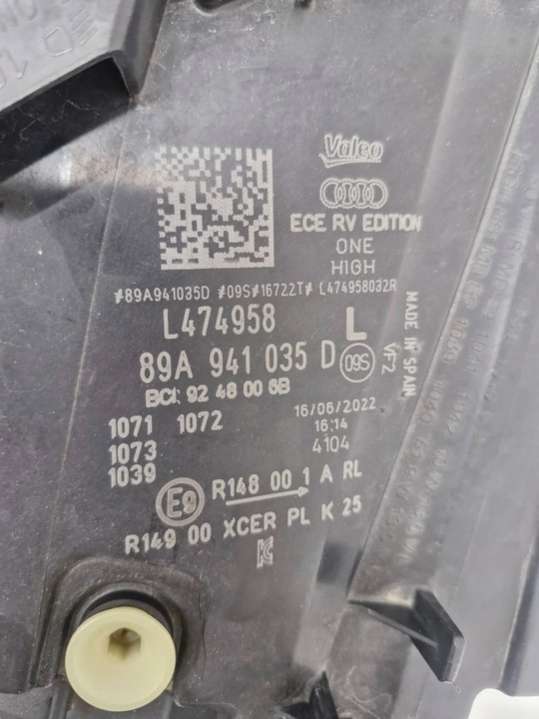 Valeo
ECE RV EDITION
ONE
HIGH
*89A941035D *09S*16722T* L474958032R
L474958 L
89A 941 035 D 09S VF2
MADE IN SPAIN
BCI: 92 48 00 6B
1071 1072
1073
1039
16/06/2022
16:14
4104
E9 R148 00 1 A RL
R149 00 XCER PL K 25